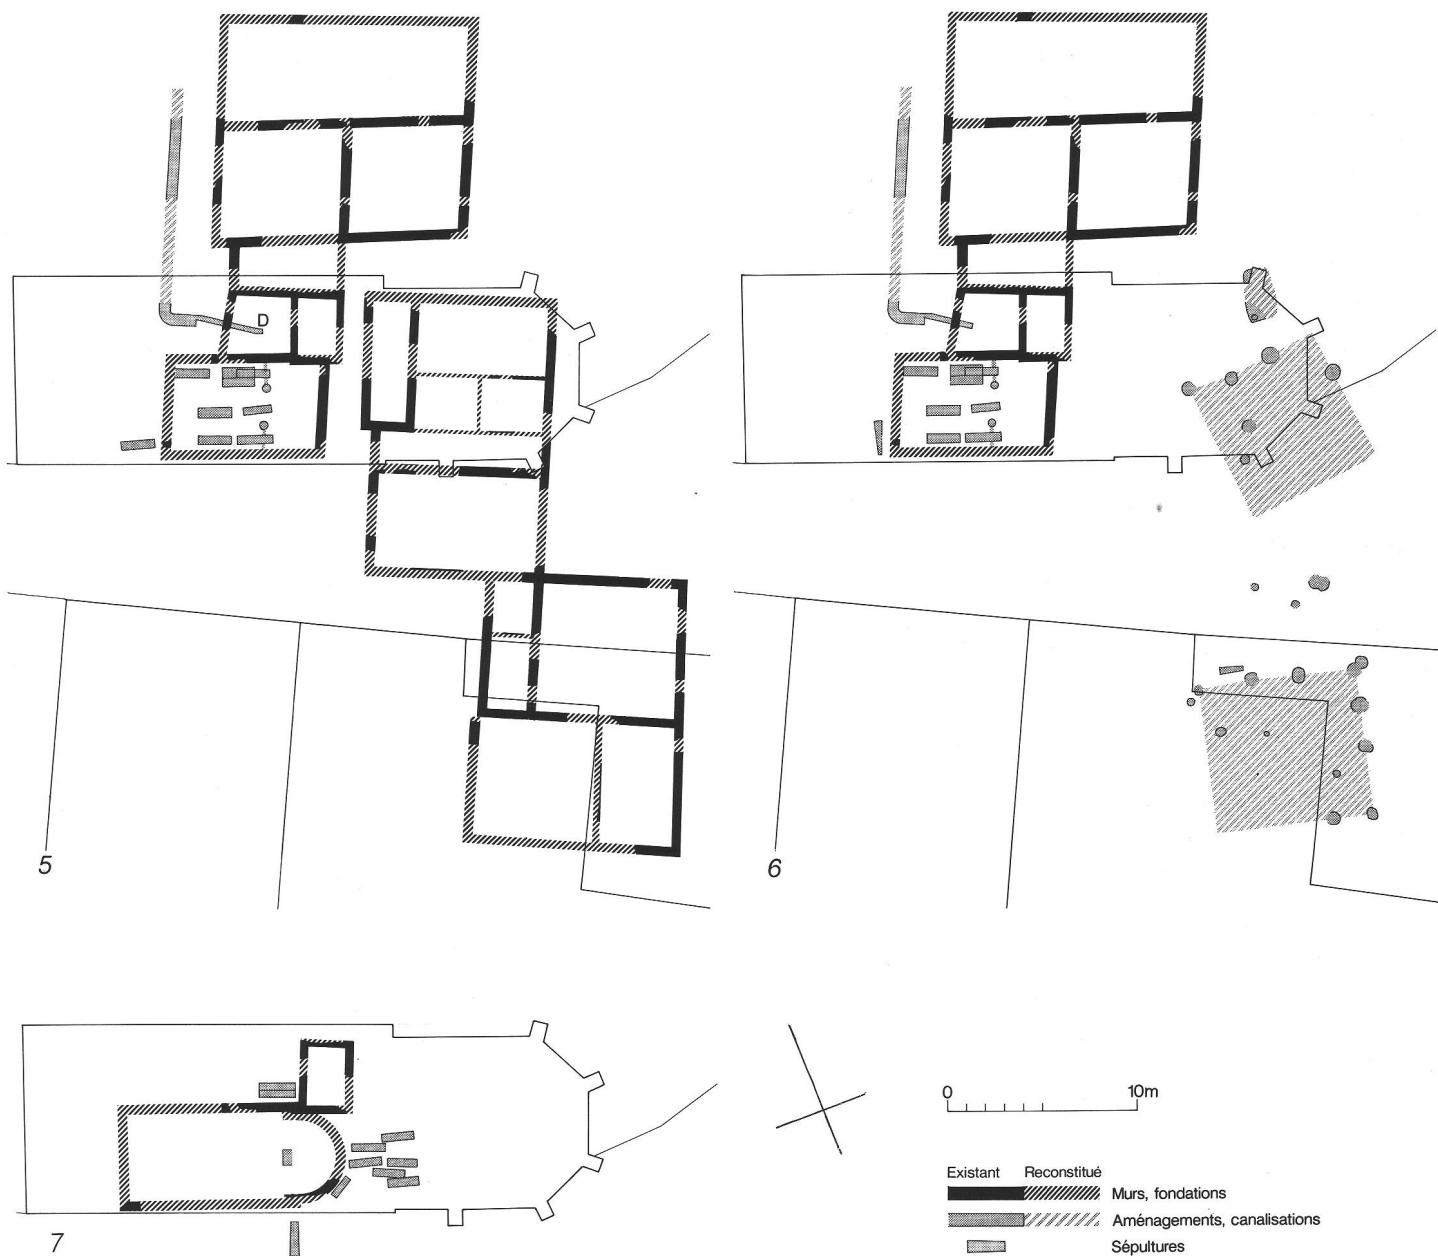 D
5
6
7
0 10m
Existant Reconstitué
Murs, fondations
Aménagements, canalisations
Sépultures